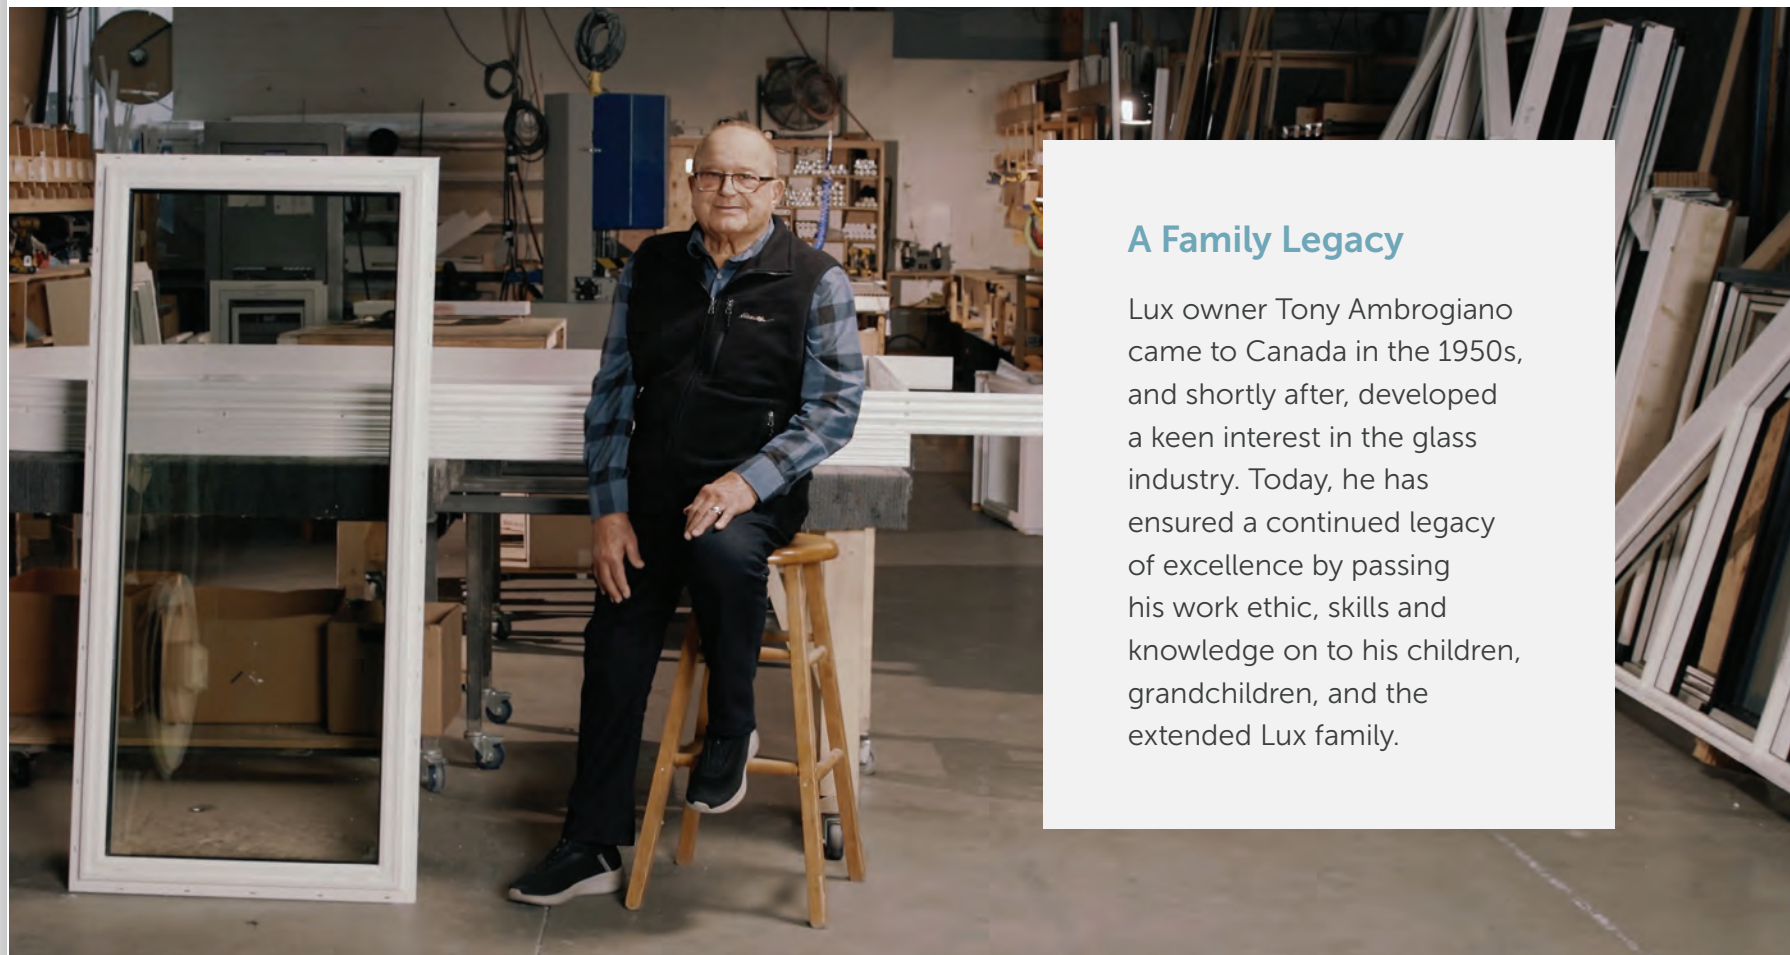 A Family Legacy
Lux owner Tony Ambrogiano
came to Canada in the 1950s,
and shortly after, developed
a keen interest in the glass
industry. Today, he has
ensured a continued legacy
of excellence by passing
his work ethic, skills and
knowledge on to his children,
grandchildren, and the
extended Lux family.